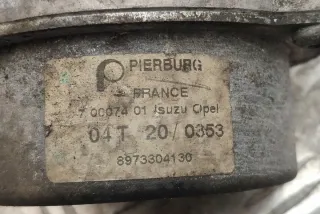 PIERBURG
FRANCE
7 00074 01 Isuzu Opel
04T 20/0353
8973304130